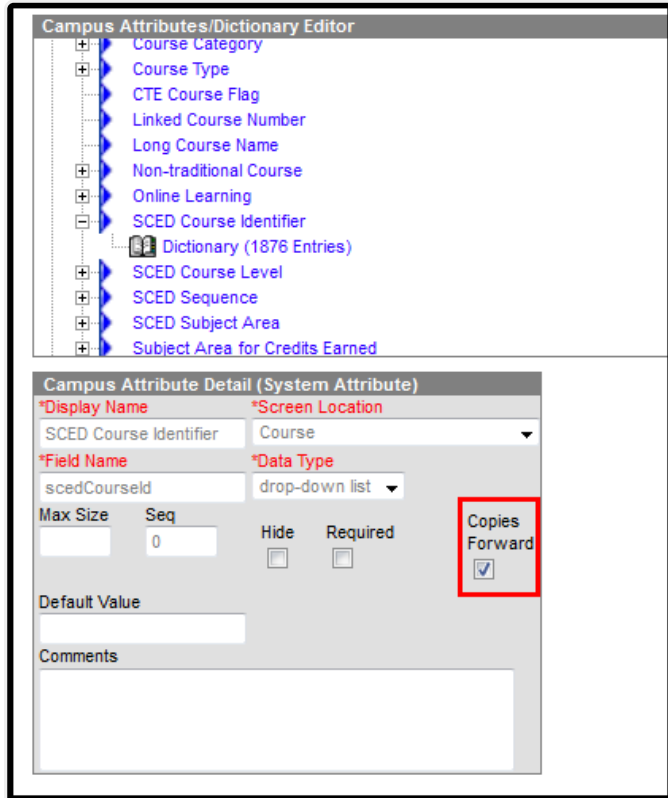 Campus Attributes/Dictionary Editor
Course Category
Course Type
CTE Course Flag
Linked Course Number
Long Course Name
Non-traditional Course
Online Learning
SCED Course Identifier
Dictionary (1876 Entries)
SCED Course Level
SCED Sequence
SCED Subject Area
Subject Area for Credits Earned
Campus Attribute Detail (System Attribute)
*Display Name *Screen Location
SCED Course Identifier Course
*Field Name *Data Type
scedCourseId drop-down list
Max Size Seq Hide Required Copies Forward
0
Default Value
Comments